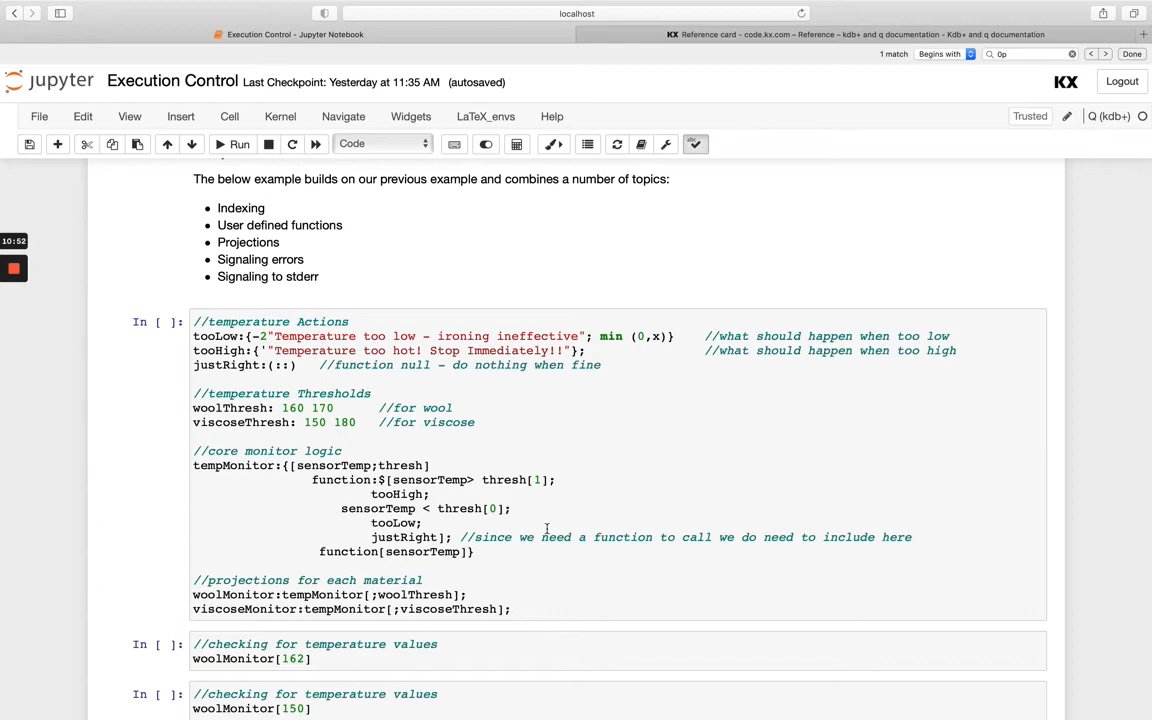 localhost
Execution Control - Jupyter Notebook
KX Reference card - code.kx.com – Reference – kdb+ and q documentation - Kdb+ and q documentation
1 match Begins with 0p Done
jupyter Execution Control Last Checkpoint: Yesterday at 11:35 AM (autosaved) KX Logout
File Edit View Insert Cell Kernel Navigate Widgets LaTeX_envs Help Trusted Q (kdb+)
Run Code
The below example builds on our previous example and combines a number of topics:
Indexing
User defined functions
10:52
Projections
Signaling errors
Signaling to stderr
In [ ]: //temperature Actions
tooLow:{-2"Temperature too low - ironing ineffective"; min (0,x)} //what should happen when too low
tooHigh:{'"Temperature too hot! Stop Immediately!!"}; //what should happen when too high
justRight:(::) //function null - do nothing when fine
//temperature Thresholds
woolThresh: 160 170 //for wool
viscoseThresh: 150 180 //for viscose
//core monitor logic
tempMonitor:{[sensorTemp;thresh]
function:$[sensorTemp> thresh[1];
tooHigh;
sensorTemp < thresh[0];
tooLow;
justRight]; //since we need a function to call we do need to include here
function[sensorTemp]}
//projections for each material
woolMonitor:tempMonitor[;woolThresh];
viscoseMonitor:tempMonitor[;viscoseThresh];
In [ ]: //checking for temperature values
woolMonitor[162]
In [ ]: //checking for temperature values
woolMonitor[150]